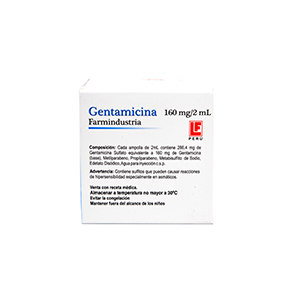 Gentamicina 160 mg/2 mL
Farmindustria
PERU
Composición: Cada ampolla de 2mL contiene 280,4 mg de
Gentamicina Sulfato equivalente a 160 mg de Gentamicina
(base), Metilparabeno; Propilparabeno, Metabisulfito de Sodio,
Edetato Disódico, Agua para inyección c.s.p.
Advertencia: Contiene sulfitos que pueden causar reacciones
de hipersensibilidad especialmente en asmáticos.
Venta con receta médica.
Almacenar a temperatura no mayor a 30°C
Evitar la congelación
Mantener fuera del alcance de los niños